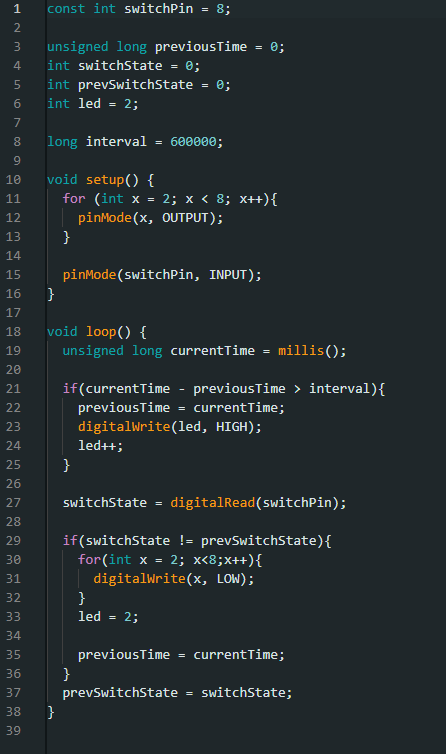 1 const int switchPin = 8;
2
3 unsigned long previousTime = 0;
4 int switchState = 0;
5 int prevSwitchState = 0;
6 int led = 2;
7
8 long interval = 600000;
9
10 void setup() {
11   for (int x = 2; x < 8; x++){
12     pinMode(x, OUTPUT);
13   }
14
15   pinMode(switchPin, INPUT);
16 }
17
18 void loop() {
19   unsigned long currentTime = millis();
20
21   if(currentTime - previousTime > interval){
22     previousTime = currentTime;
23     digitalWrite(led, HIGH);
24     led++;
25   }
26
27   switchState = digitalRead(switchPin);
28
29   if(switchState != prevSwitchState){
30     for(int x = 2; x<8;x++){
31       digitalWrite(x, LOW);
32     }
33     led = 2;
34
35     previousTime = currentTime;
36   }
37   prevSwitchState = switchState;
38 }
39